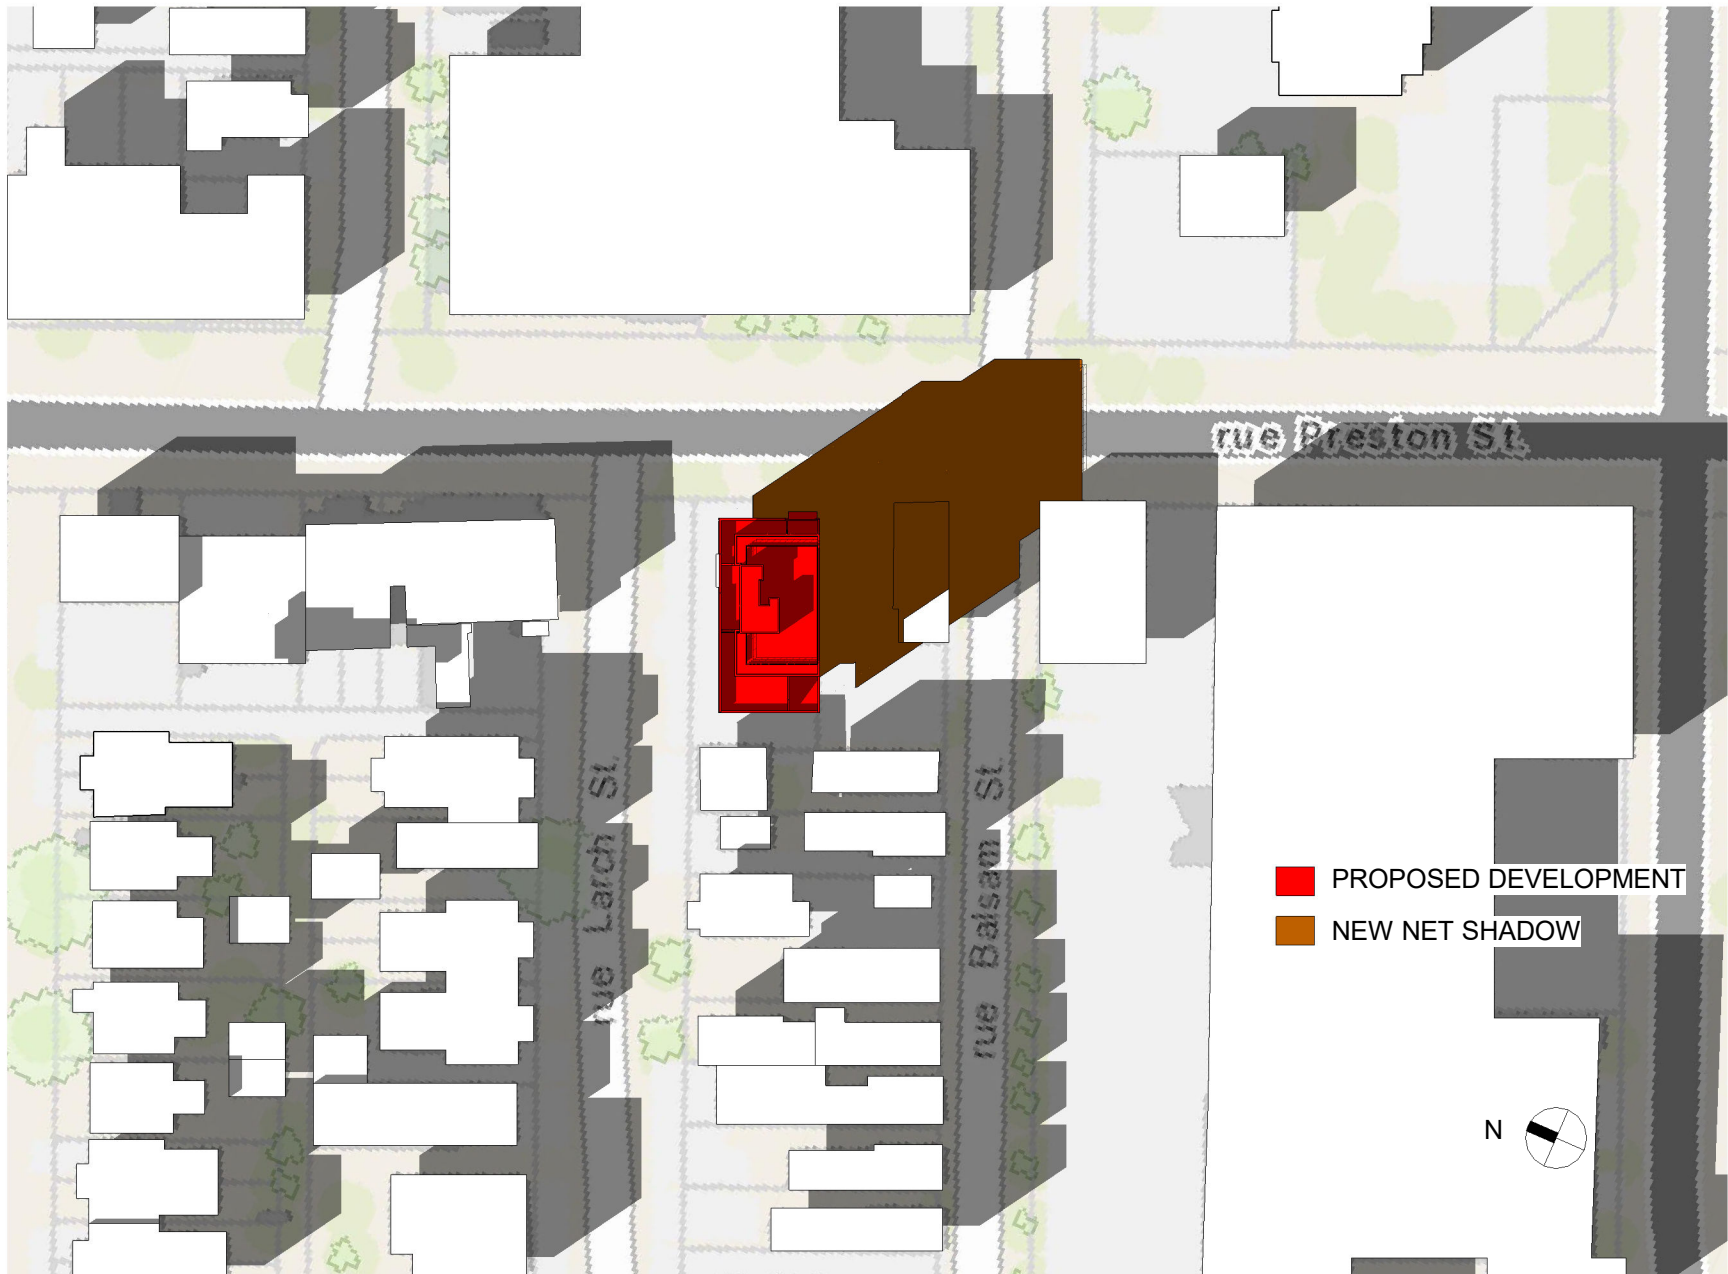 rue Preston St.
rue Larch St
rue Balsam St
PROPOSED DEVELOPMENT
NEW NET SHADOW
N